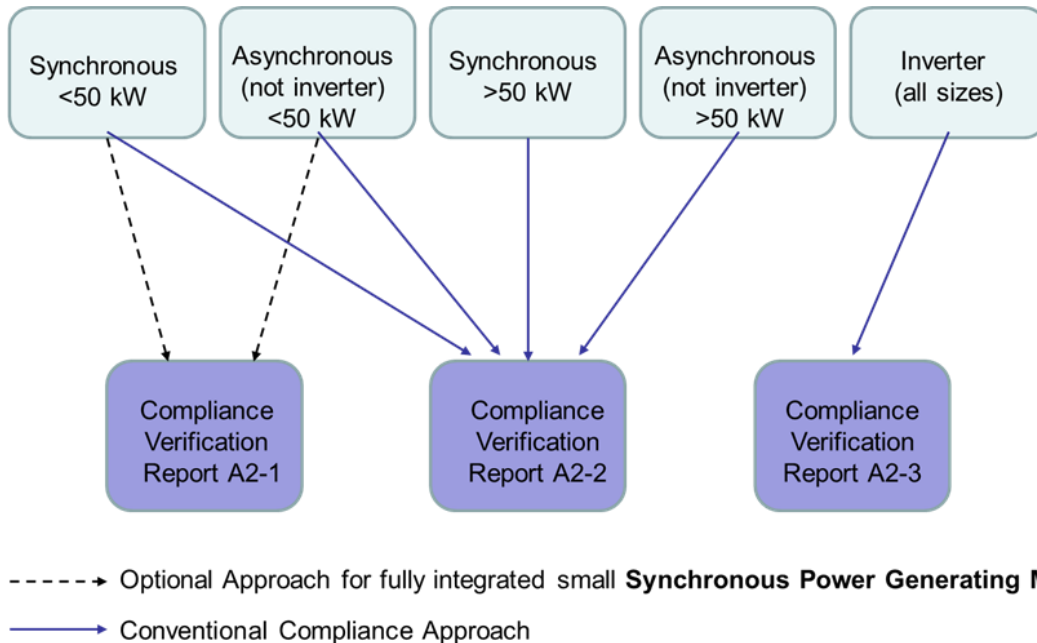 Synchronous
<50 kW
Asynchronous
(not inverter)
<50 kW
Synchronous
>50 kW
Asynchronous
(not inverter)
>50 kW
Inverter
(all sizes)
Compliance
Verification
Report A2-1
Compliance
Verification
Report A2-2
Compliance
Verification
Report A2-3
Optional Approach for fully integrated small Synchronous Power Generating
Conventional Compliance Approach